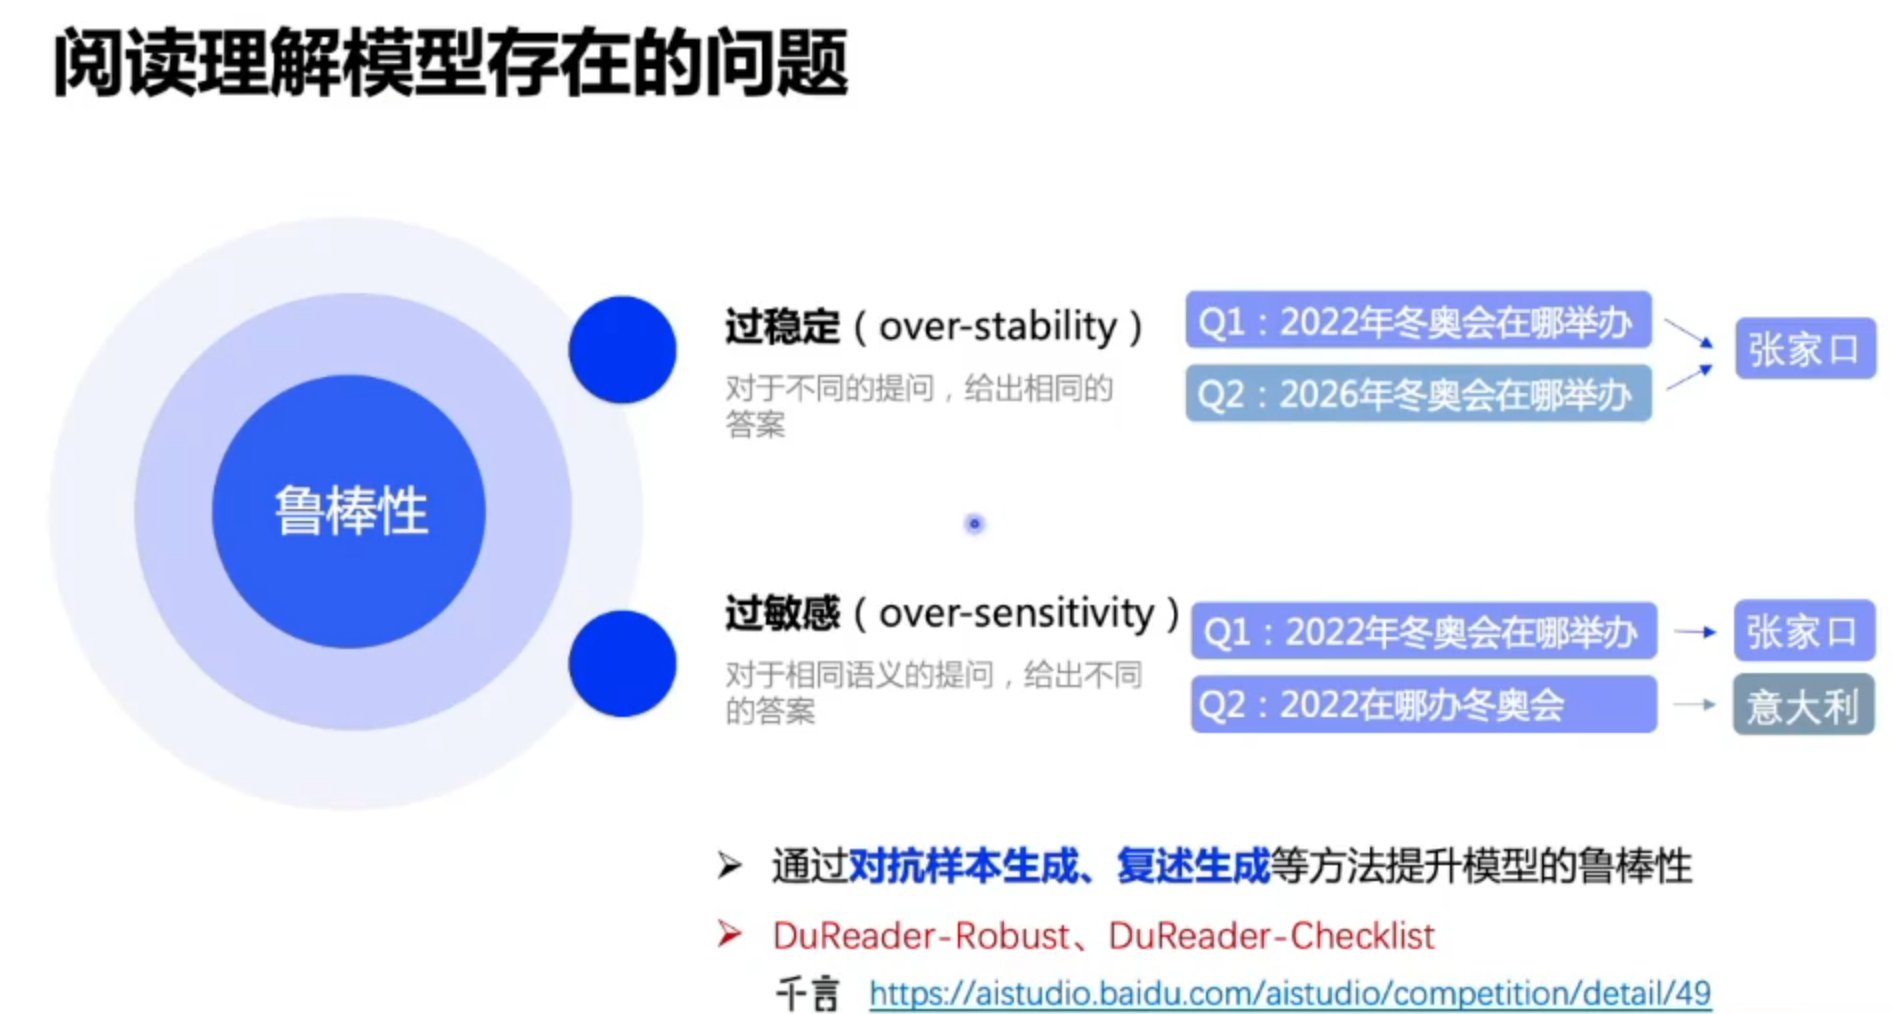 阅读理解模型存在的问题
鲁棒性
过稳定（over-stability）
对于不同的提问，给出相同的
答案
Q1：2022年冬奥会在哪举办
Q2：2026年冬奥会在哪举办
张家口
过敏感（over-sensitivity）
对于相同语义的提问，给出不同
的答案
Q1：2022年冬奥会在哪举办
张家口
Q2：2022在哪办冬奥会
意大利
➢ 通过对抗样本生成、复述生成等方法提升模型的鲁棒性
➢ DuReader-Robust、DuReader-Checklist
千言 https://aistudio.baidu.com/aistudio/competition/detail/49